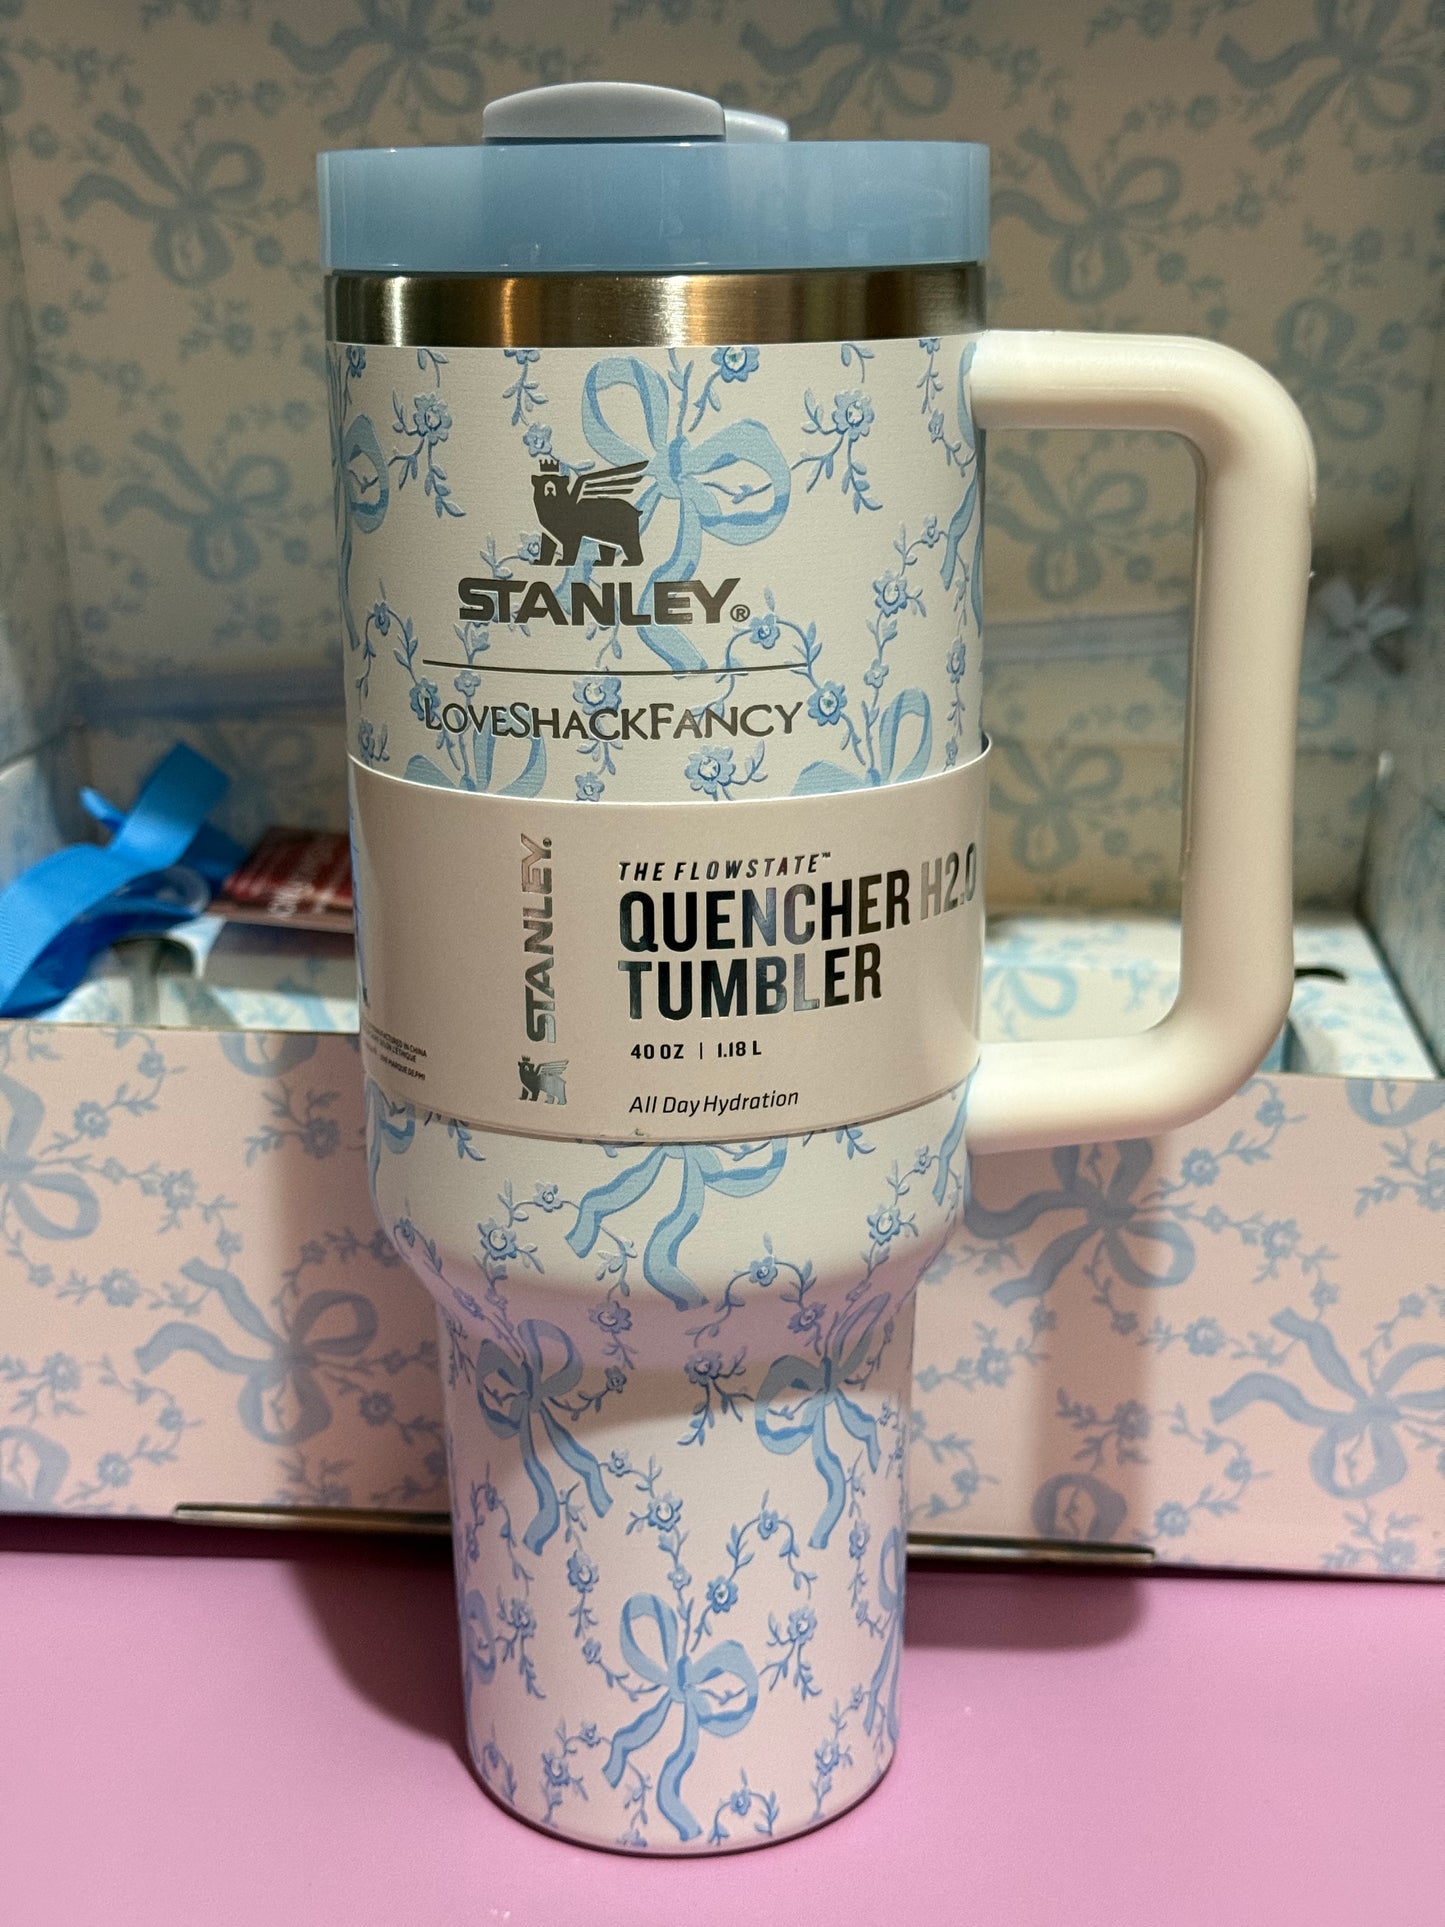 STANLEY®
LOVESHACKFANCY
STANLEY®
THE FLOWSTATE™
QUENCHER H2.0
TUMBLER
40 OZ | 1.18 L
All Day Hydration